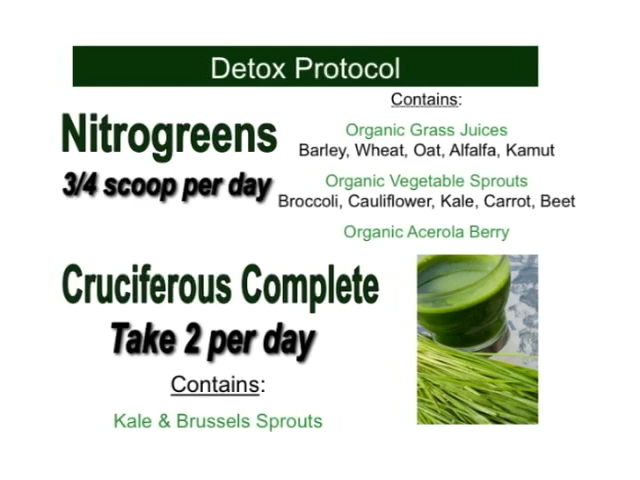 Detox Protocol
Nitrogreens
3/4 scoop per day
Contains:
Organic Grass Juices
Barley, Wheat, Oat, Alfalfa, Kamut
Organic Vegetable Sprouts
Broccoli, Cauliflower, Kale, Carrot, Beet
Organic Acerola Berry
Cruciferous Complete
Take 2 per day
Contains:
Kale & Brussels Sprouts